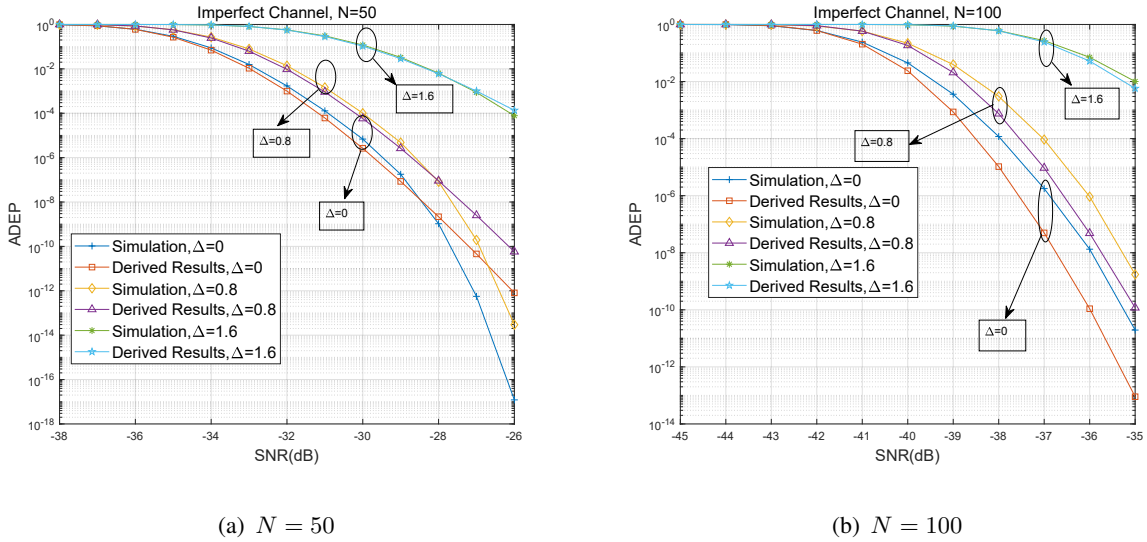 Imperfect Channel, N=50
10^0
10^-2
10^-4
10^-6
10^-8
10^-10
10^-12
10^-14
10^-16
10^-18
ADEP
Δ=1.6
Δ=0.8
Δ=0
Simulation,Δ=0
Derived Results,Δ=0
Simulation,Δ=0.8
Derived Results,Δ=0.8
Simulation,Δ=1.6
Derived Results,Δ=1.6
-38 -36 -34 -32 -30 -28 -26
SNR(dB)
(a) N = 50
Imperfect Channel, N=100
10^0
10^-2
10^-4
10^-6
10^-8
10^-10
10^-12
10^-14
ADEP
Δ=1.6
Δ=0.8
Simulation,Δ=0
Derived Results,Δ=0
Simulation,Δ=0.8
Derived Results,Δ=0.8
Simulation,Δ=1.6
Derived Results,Δ=1.6
Δ=0
-45 -44 -43 -42 -41 -40 -39 -38 -37 -36 -35
SNR(dB)
(b) N = 100